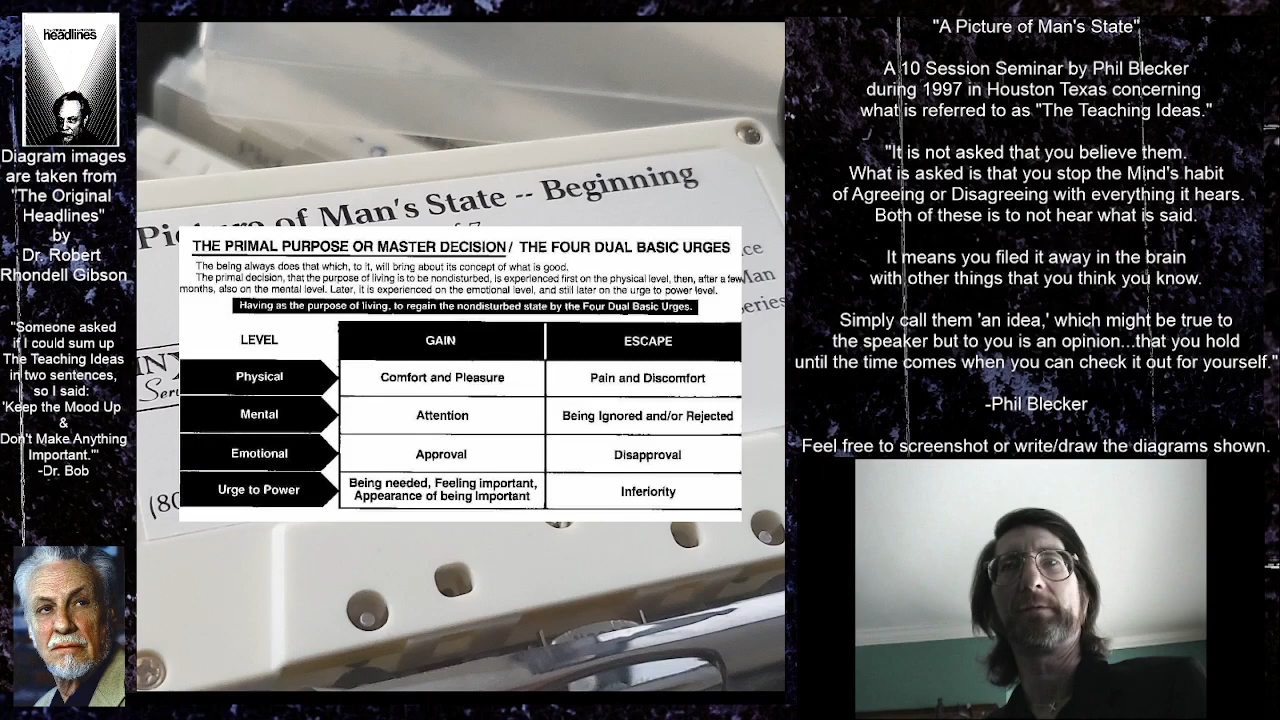 headlines
Diagram images
are taken from
"The Original
Headlines"
by
Dr. Robert
Rhondell Gibson
"Someone asked
if I could sum up
The Teaching Ideas
in two sentences,
so I said:
'Keep the Mood Up
&
Don't Make Anything
Important.'"
-Dr. Bob
Picture of Man's State -- Beginning
THE PRIMAL PURPOSE OR MASTER DECISION / THE FOUR DUAL BASIC URGES
The being always does that which, to it, will bring about its concept of what is good.
The primal decision, that the purpose of living is to be nondisturbed, is experienced first on the physical level, then, after a few
months, also on the mental level. Later, it is experienced on the emotional level, and still later on the urge to power level.
Having as the purpose of living, to regain the nondisturbed state by the Four Dual Basic Urges.
LEVEL GAIN ESCAPE
Physical Comfort and Pleasure Pain and Discomfort
Mental Attention Being Ignored and/or Rejected
Emotional Approval Disapproval
Urge to Power Being needed, Feeling important,
Appearance of being Important Inferiority
Man
(80
"A Picture of Man's State"
A 10 Session Seminar by Phil Blecker
during 1997 in Houston Texas concerning
what is referred to as "The Teaching Ideas."
"It is not asked that you believe them.
What is asked is that you stop the Mind's habit
of Agreeing or Disagreeing with everything it hears.
Both of these is to not hear what is said.
It means you filed it away in the brain
with other things that you think you know.
Simply call them 'an idea,' which might be true to
the speaker but to you is an opinion...that you hold
until the time comes when you can check it out for yourself."
-Phil Blecker
Feel free to screenshot or write/draw the diagrams shown.